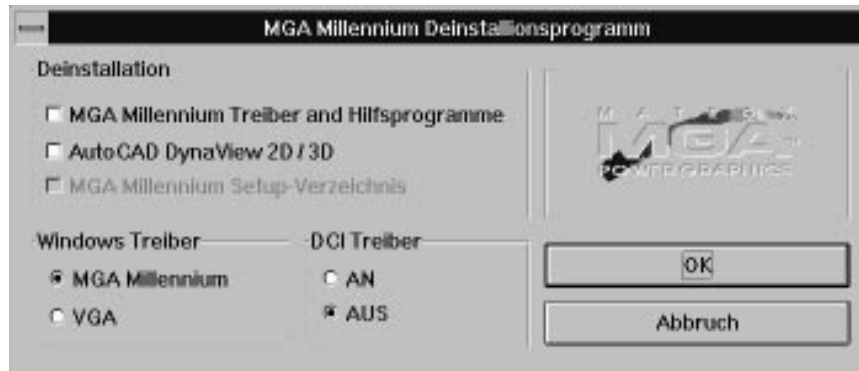 MGA Millennium Deinstallionsprogramm
Deinstallation
MGA Millennium Treiber and Hilfsprogramme
AutoCAD DynaView 2D / 3D
MGA Millennium Setup-Verzeichnis
MATROX
MGA
POWER GRAPHICS
Windows Treiber
MGA Millennium
VGA
DCI Treiber
AN
AUS
OK
Abbruch